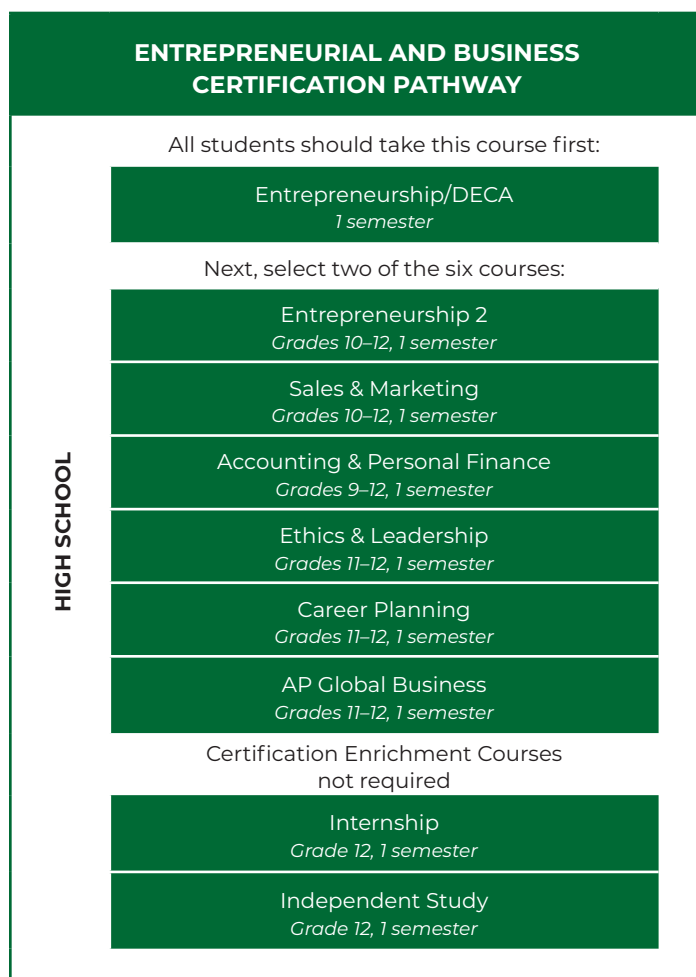 ENTREPRENEURIAL AND BUSINESS
CERTIFICATION PATHWAY
HIGH SCHOOL
All students should take this course first:
Entrepreneurship/DECA
1 semester
Next, select two of the six courses:
Entrepreneurship 2
Grades 10–12, 1 semester
Sales & Marketing
Grades 10–12, 1 semester
Accounting & Personal Finance
Grades 9–12, 1 semester
Ethics & Leadership
Grades 11–12, 1 semester
Career Planning
Grades 11–12, 1 semester
AP Global Business
Grades 11–12, 1 semester
Certification Enrichment Courses
not required
Internship
Grade 12, 1 semester
Independent Study
Grade 12, 1 semester